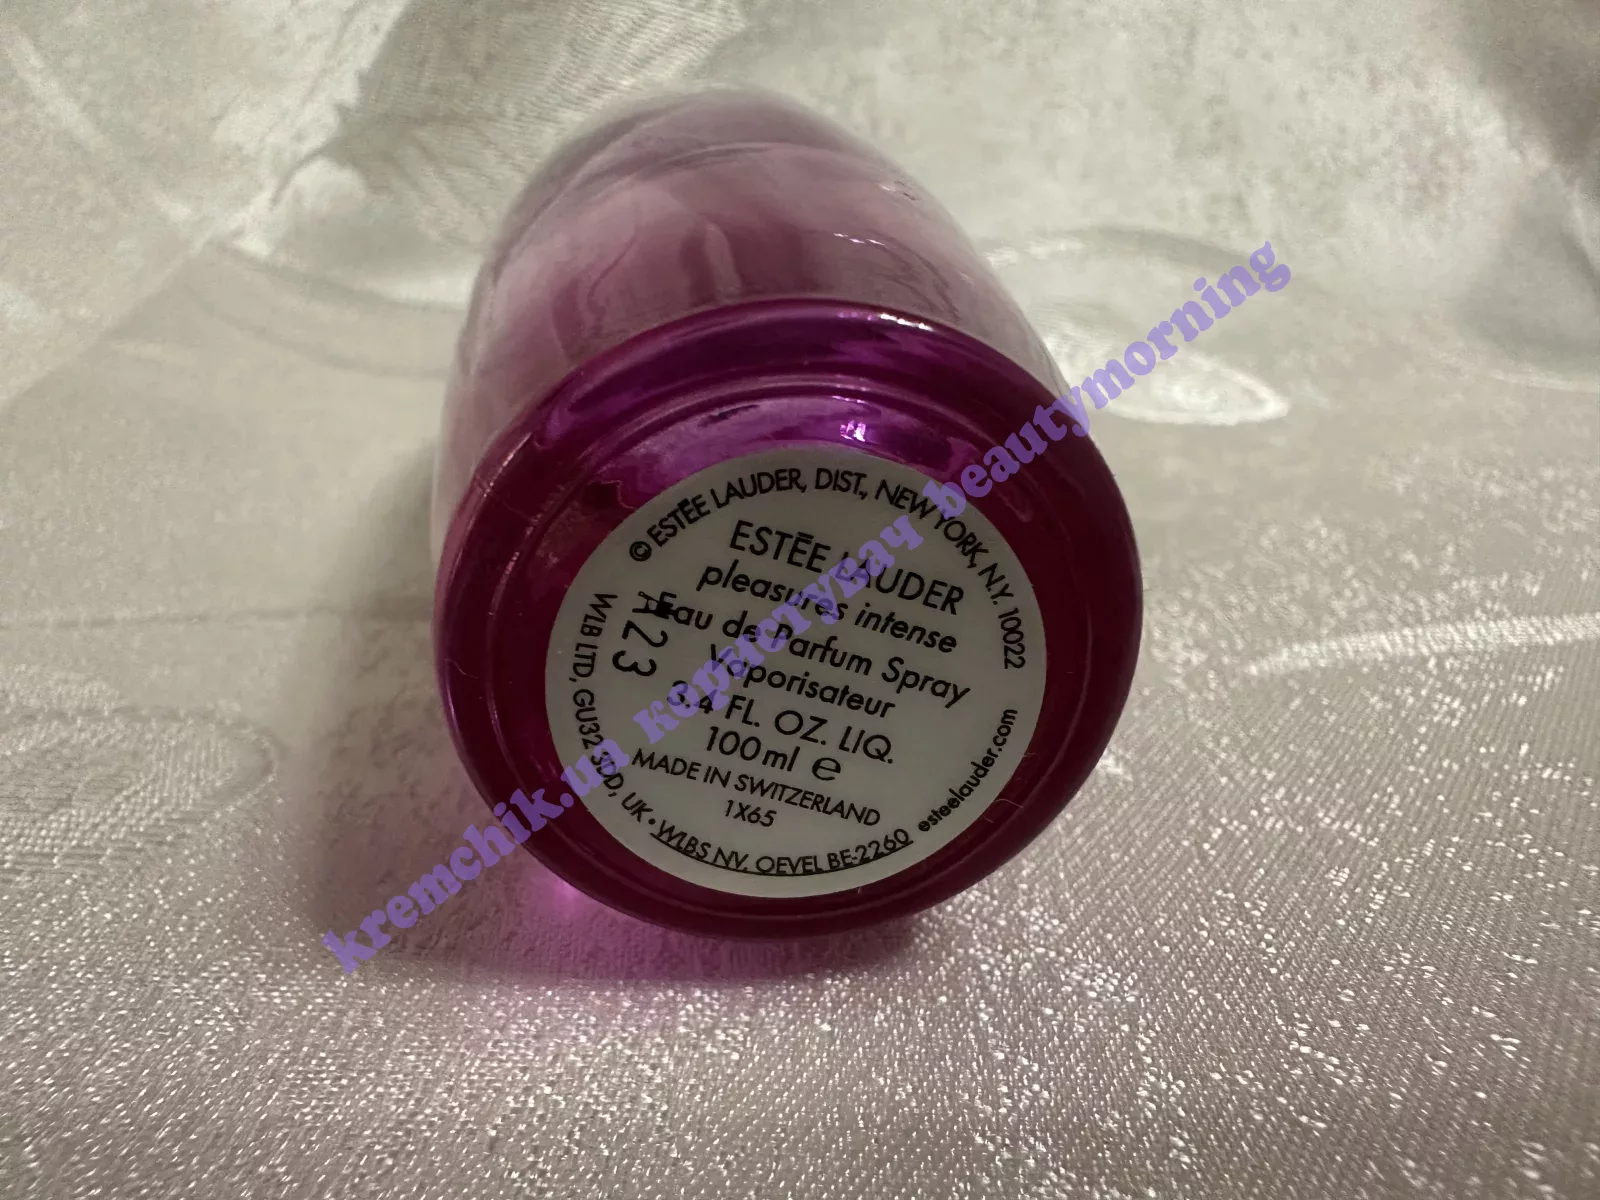 © ESTĒE LAUDER, DIST., NEW YORK, N.Y. 10022
ESTĒE LAUDER
pleasures intense
Eau de Parfum Spray
Vaporisateur
3.4 FL. OZ. LIQ.
100 ml ℮
MADE IN SWITZERLAND
1X65
A23
WLB LTD, GU32 3DD, UK • WLBS NV, OEVEL BE-2260
esteelauder.com
kremchik.ua користувач beautymorning